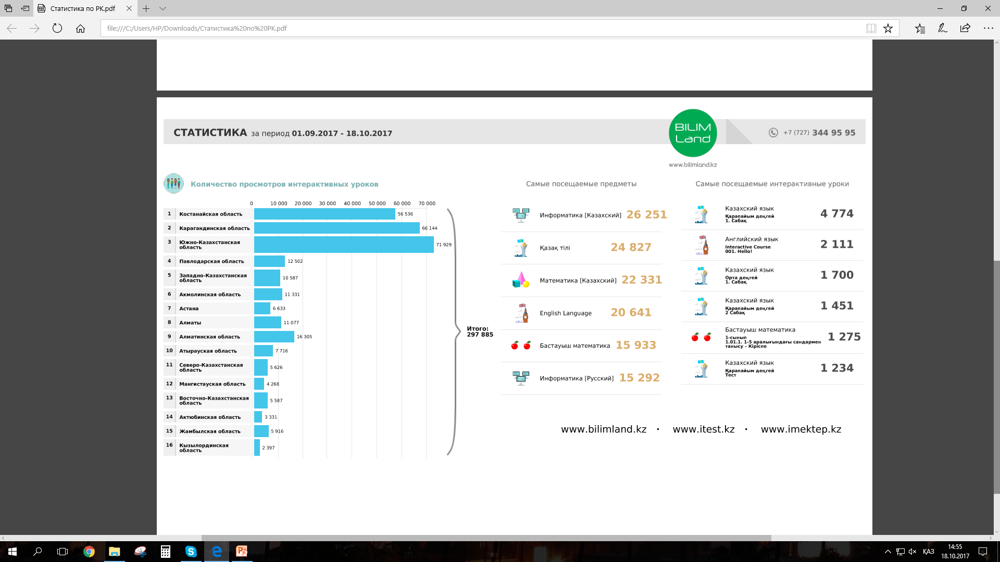 Статистика по РК.pdf
file:///C:/Users/HP/Downloads/Статистика%20по%20РК.pdf
СТАТИСТИКА за период 01.09.2017 - 18.10.2017
BILIM
Land
www.bilimland.kz
+7 (727) 344 95 95
Количество просмотров интерактивных уроков
0 10 000 20 000 30 000 40 000 50 000 60 000 70 000
1 Костанайская область 56 536
2 Карагандинская область 66 144
3 Южно-Казахстанская
область 71 929
4 Павлодарская область 12 502
5 Западно-Казахстанская
область 10 587
6 Акмолинская область 11 331
7 Астана 6 633
8 Алматы 11 077
9 Алматинская область 16 305
10 Атырауская область 7 716
11 Северо-Казахстанская
область 5 626
12 Мангистауская область 4 268
13 Восточно-Казахстанская
область 5 587
14 Актюбинская область 3 331
15 Жамбылская область 5 916
16 Кызылординская
область 2 397
Итого:
297 885
Самые посещаемые предметы
Информатика [Казахский] 26 251
Қазақ тілі 24 827
Математика [Казахский] 22 331
English Language 20 641
Бастауыш математика 15 933
Информатика [Русский] 15 292
Самые посещаемые интерактивные уроки
Казахский язык
Қарапайым деңгей
1. Сабақ
4 774
Английский язык
Interactive Course
001. Hello!
2 111
Казахский язык
Орта деңгей
1. Сабақ
1 700
Казахский язык
Қарапайым деңгей
2 Сабақ
1 451
Бастауыш математика
1-сынып
1.01.1. 1-5 аралығындағы сандармен
танысу – Кіріспе
1 275
Казахский язык
Қарапайым деңгей
Тест
1 234
www.bilimland.kz • www.itest.kz • www.imektep.kz
ҚАЗ
14:55
18.10.2017